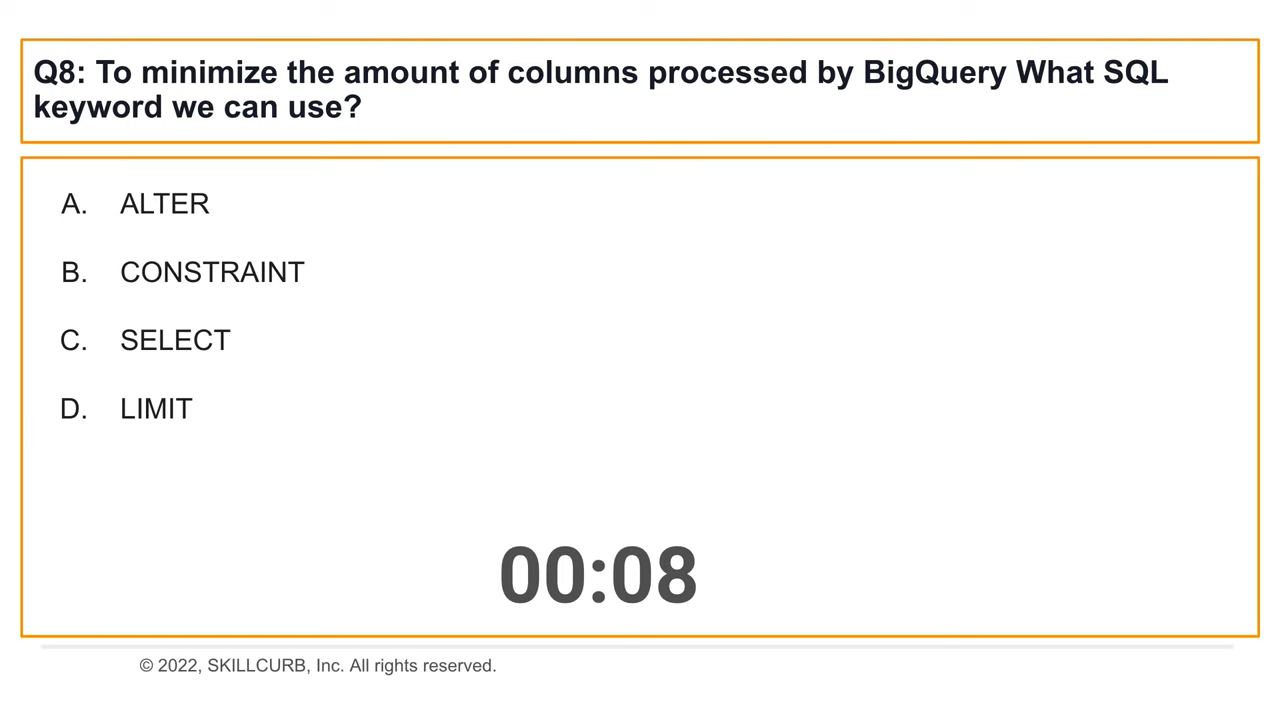 Q8: To minimize the amount of columns processed by BigQuery What SQL
keyword we can use?
A. ALTER
B. CONSTRAINT
C. SELECT
D. LIMIT
00:08
© 2022, SKILLCURB, Inc. All rights reserved.